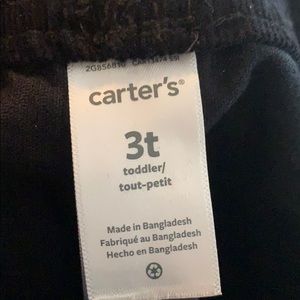 carter's®
3t
toddler/
tout-petit
Made in Bangladesh
Fabriqué au Bangladesh
Hecho en Bangladesh